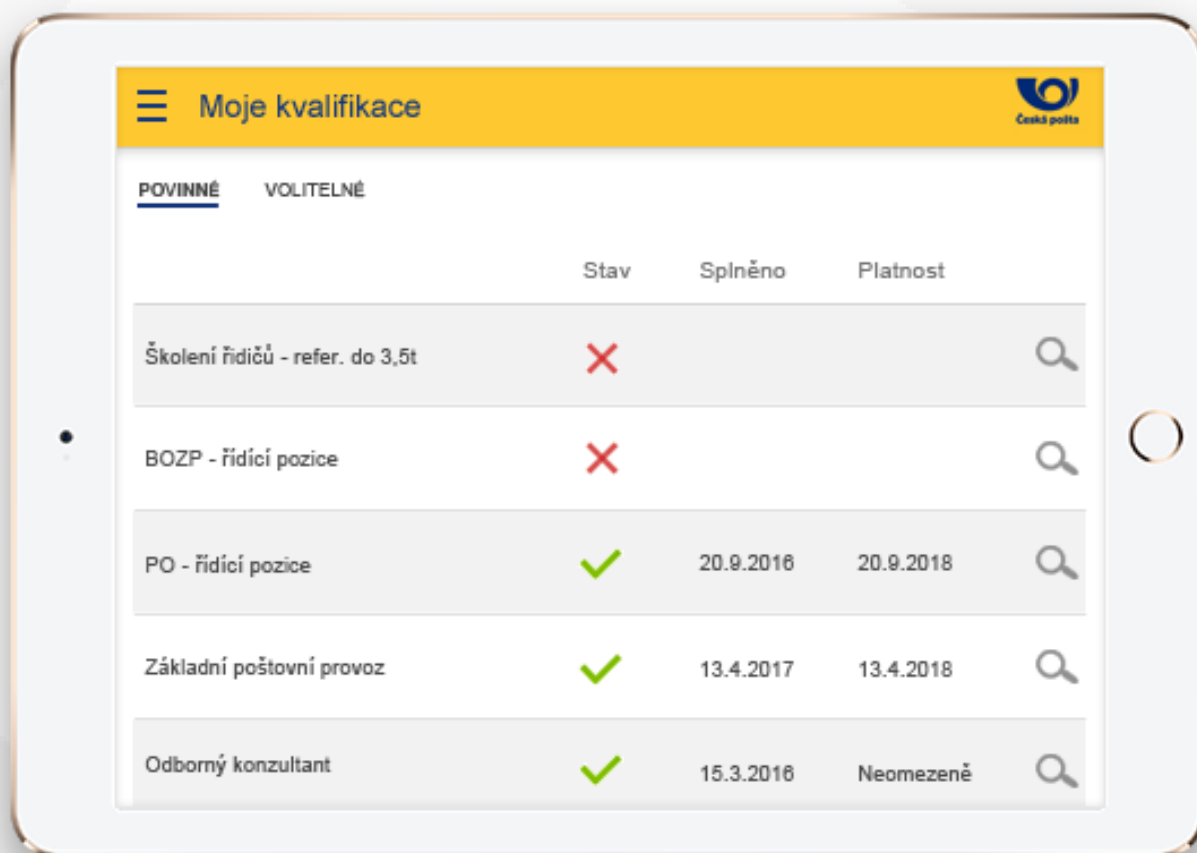 Moje kvalifikace
Česká pošta
POVINNÉ VOLITELNÉ
Stav Splněno Platnost
Školení řidičů - refer. do 3,5t
BOZP - řídící pozice
PO - řídící pozice 20.9.2016 20.9.2018
Základní poštovní provoz 13.4.2017 13.4.2018
Odborný konzultant 15.3.2016 Neomezeně